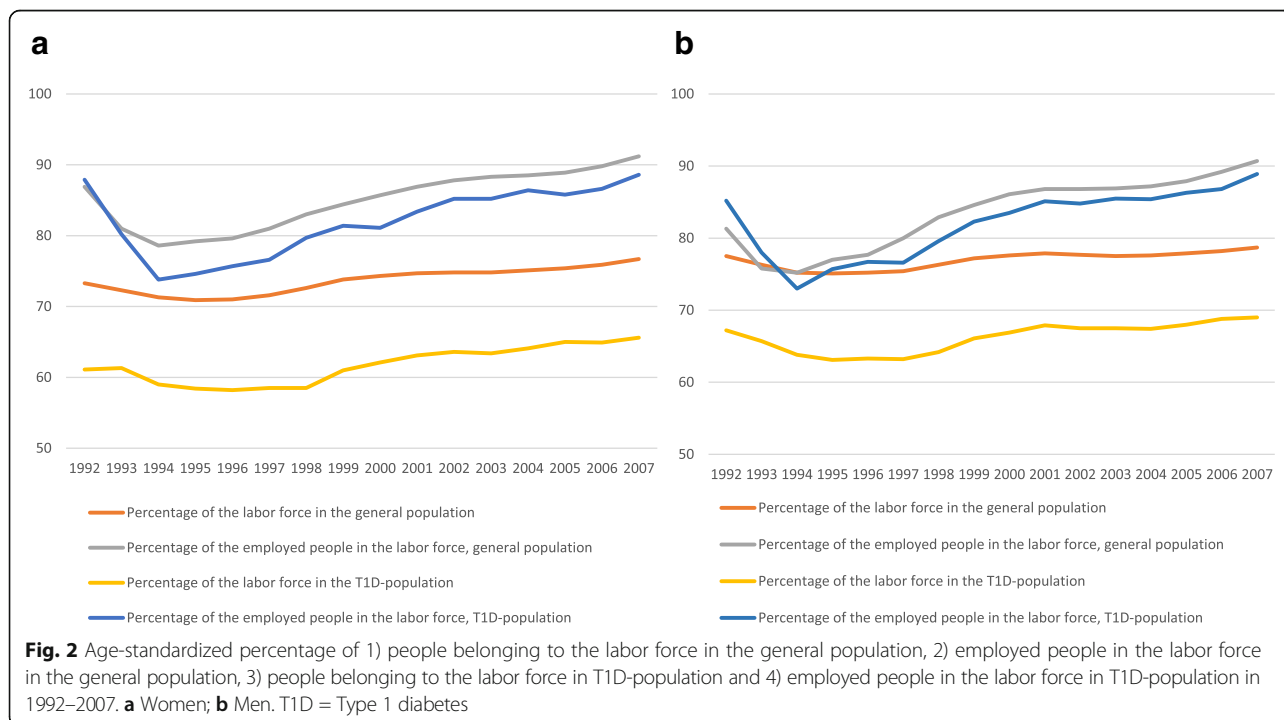 a
100
90
80
70
60
50
1992 1993 1994 1995 1996 1997 1998 1999 2000 2001 2002 2003 2004 2005 2006 2007
Percentage of the labor force in the general population
Percentage of the employed people in the labor force, general population
Percentage of the labor force in the T1D-population
Percentage of the employed people in the labor force, T1D-population
b
100
90
80
70
60
50
1992 1993 1994 1995 1996 1997 1998 1999 2000 2001 2002 2003 2004 2005 2006 2007
Percentage of the labor force in the general population
Percentage of the employed people in the labor force, general population
Percentage of the labor force in the T1D-population
Percentage of the employed people in the labor force, T1D-population
Fig. 2 Age-standardized percentage of 1) people belonging to the labor force in the general population, 2) employed people in the labor force
in the general population, 3) people belonging to the labor force in T1D-population and 4) employed people in the labor force in T1D-population in
1992–2007. a Women; b Men. T1D = Type 1 diabetes